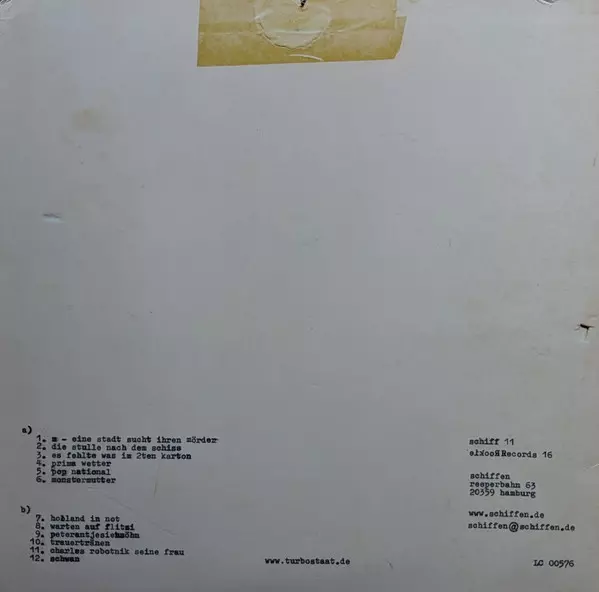 a)
1. m - eine stadt sucht ihren mörder
2. die stulle nach dem schiss
3. es fehlte was im 2ten karton
4. prima wetter
5. pop national
6. monstermutter
b)
7. holland in not
8. warten auf flitzi
9.
10. trauertränen
11. charles robotnik seine frau
12. schwan
www.turbostaat.de
schiff 11
ɘiʞooЯRecords 16
schiffen
reeperbahn 63
20359 hamburg
www.schiffen.de
schiffen@schiffen.de
LC 00576